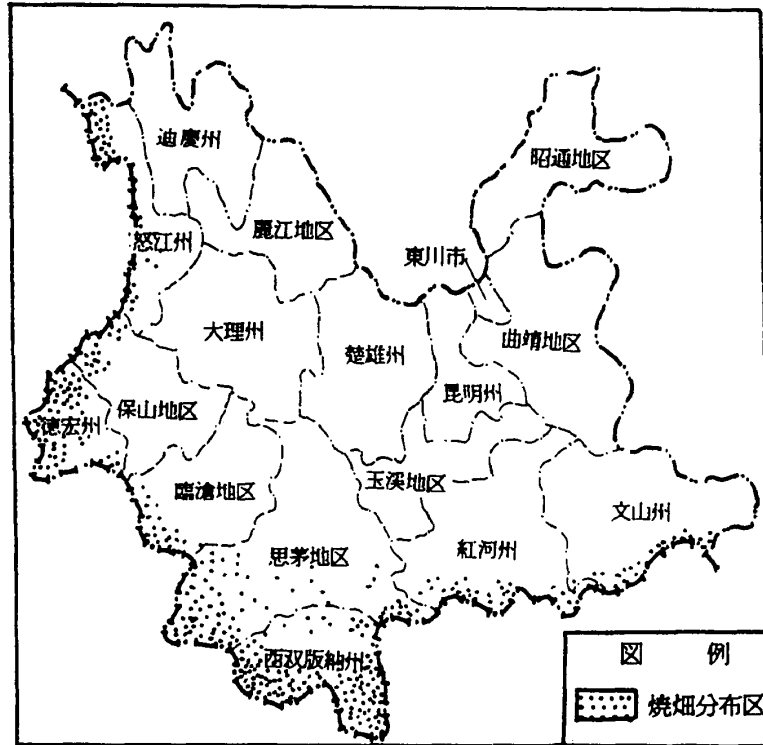 迪慶州
昭通地区
怒江州
麗江地区
東川市
大理州
楚雄州
曲靖地区
昆明州
保山地区
徳宏州
臨滄地区
玉溪地区
文山州
思茅地区
紅河州
西双版納州
図 例
焼畑分布区